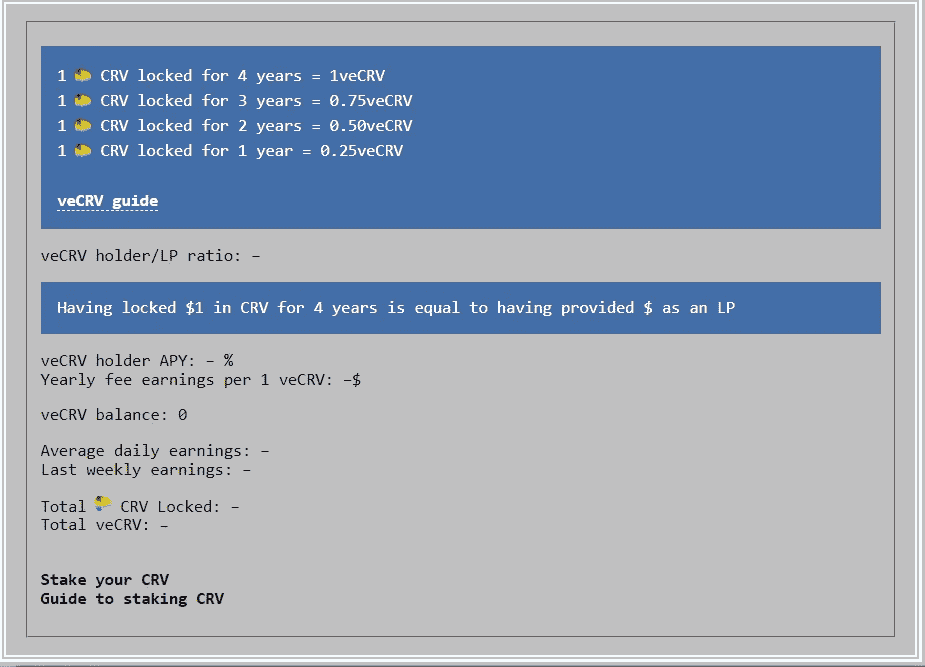 1 CRV locked for 4 years = 1veCRV
1 CRV locked for 3 years = 0.75veCRV
1 CRV locked for 2 years = 0.50veCRV
1 CRV locked for 1 year = 0.25veCRV
veCRV guide
veCRV holder/LP ratio: –
Having locked $1 in CRV for 4 years is equal to having provided $ as an LP
veCRV holder APY: – %
Yearly fee earnings per 1 veCRV: –$
veCRV balance: 0
Average daily earnings: –
Last weekly earnings: –
Total CRV Locked: –
Total veCRV: –
Stake your CRV
Guide to staking CRV